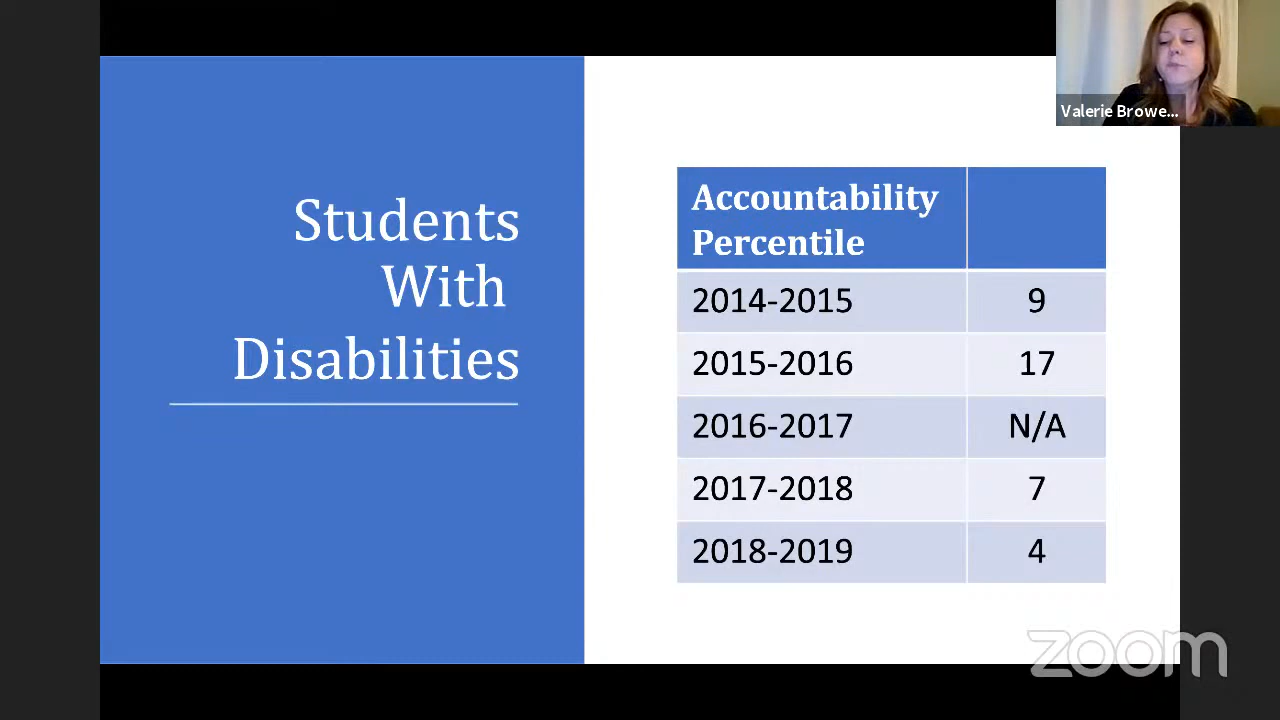 Valerie Browe...
Students
With
Disabilities
Accountability
Percentile
2014-2015 9
2015-2016 17
2016-2017 N/A
2017-2018 7
2018-2019 4
zoom